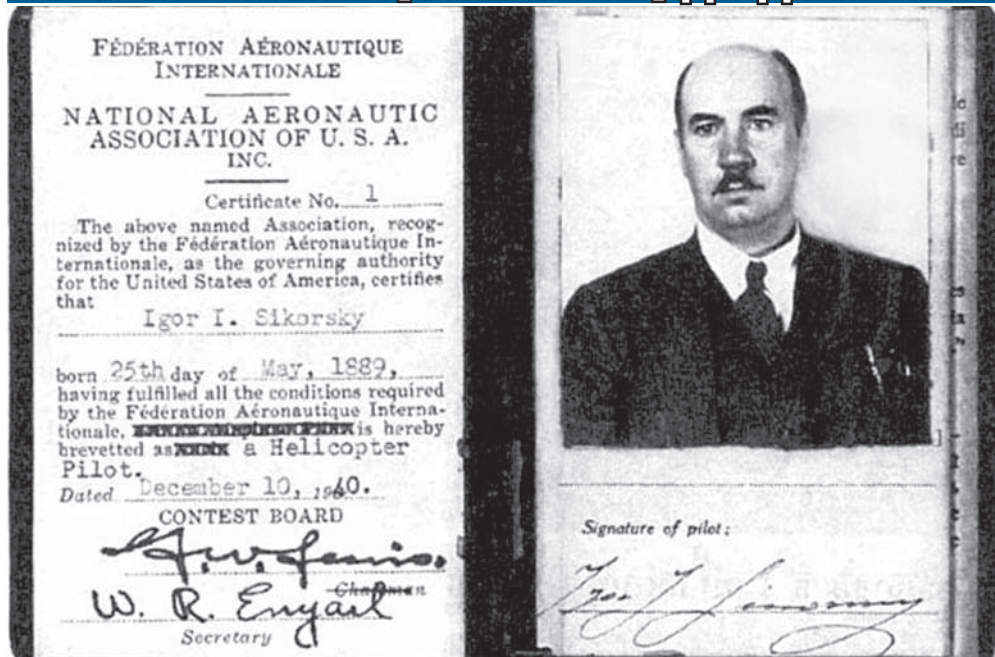 FÉDÉRATION AÉRONAUTIQUE
INTERNATIONALE
NATIONAL AERONAUTIC
ASSOCIATION OF U. S. A.
INC.
Certificate No. 1
The above named Association, recog-
nized by the Fédération Aéronautique In-
ternationale, as the governing authority
for the United States of America, certifies
that
Igor I. Sikorsky
born 25th day of May, 1889,
having fulfilled all the conditions required
by the Fédération Aéronautique Interna-
tionale, is hereby
brevetted as a Helicopter
Pilot.
Dated December 10, 1940.
CONTEST BOARD
Chairman
W. R. Enyart
Secretary
Signature of pilot: